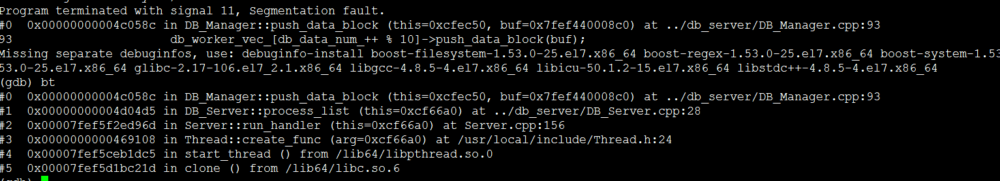 Program terminated with signal 11, Segmentation fault.
#0  0x00000000004c058c in DB_Manager::push_data_block (this=0xcfec50, buf=0x7fef440008c0) at ../db_server/DB_Manager.cpp:93
93                      db_worker_vec_[db_data_num_++ % 10]->push_data_block(buf);
Missing separate debuginfos, use: debuginfo-install boost-filesystem-1.53.0-25.el7.x86_64 boost-regex-1.53.0-25.el7.x86_64 boost-system-1.53
53.0-25.el7.x86_64 glibc-2.17-106.el7_2.1.x86_64 libgcc-4.8.5-4.el7.x86_64 libicu-50.1.2-15.el7.x86_64 libstdc++-4.8.5-4.el7.x86_64
(gdb) bt
#0  0x00000000004c058c in DB_Manager::push_data_block (this=0xcfec50, buf=0x7fef440008c0) at ../db_server/DB_Manager.cpp:93
#1  0x00000000004d04d5 in DB_Server::process_list (this=0xcf66a0) at ../db_server/DB_Server.cpp:28
#2  0x00007fef5f2ed96d in Server::run_handler (this=0xcf66a0) at Server.cpp:156
#3  0x0000000000469108 in Thread::create_func (arg=0xcf66a0) at /usr/local/include/Thread.h:24
#4  0x00007fef5ceb1dc5 in start_thread () from /lib64/libpthread.so.0
#5  0x00007fef5d1bc21d in clone () from /lib64/libc.so.6